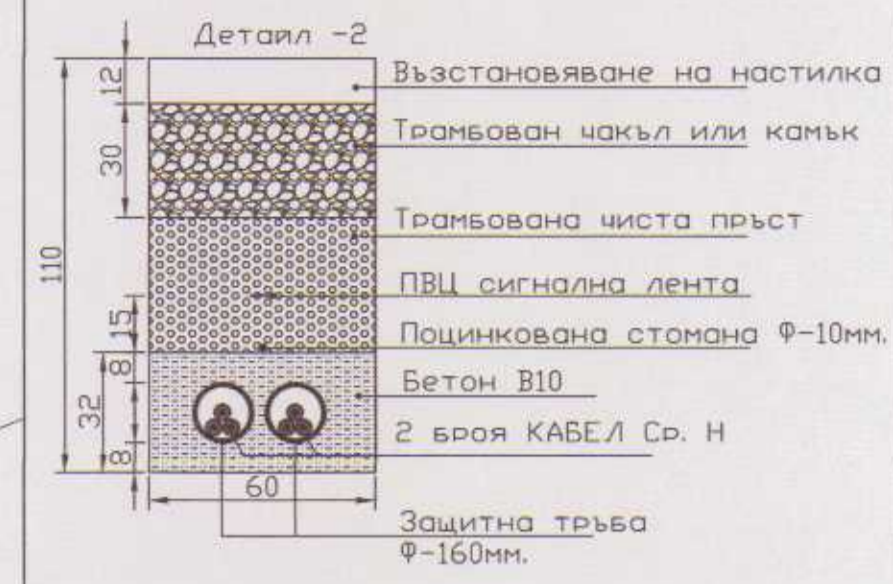 Детайл -2
12
Възстановяване на настилка
30
Трамбован чакъл или камък
110
Трамбована чиста пръст
ПВЦ сигнална лента
15
Поцинкована стомана Ф-10мм.
8
Бетон В10
32
2 броя КАБЕЛ Ср. Н
8
60
Защитна тръба
Ф-160мм.